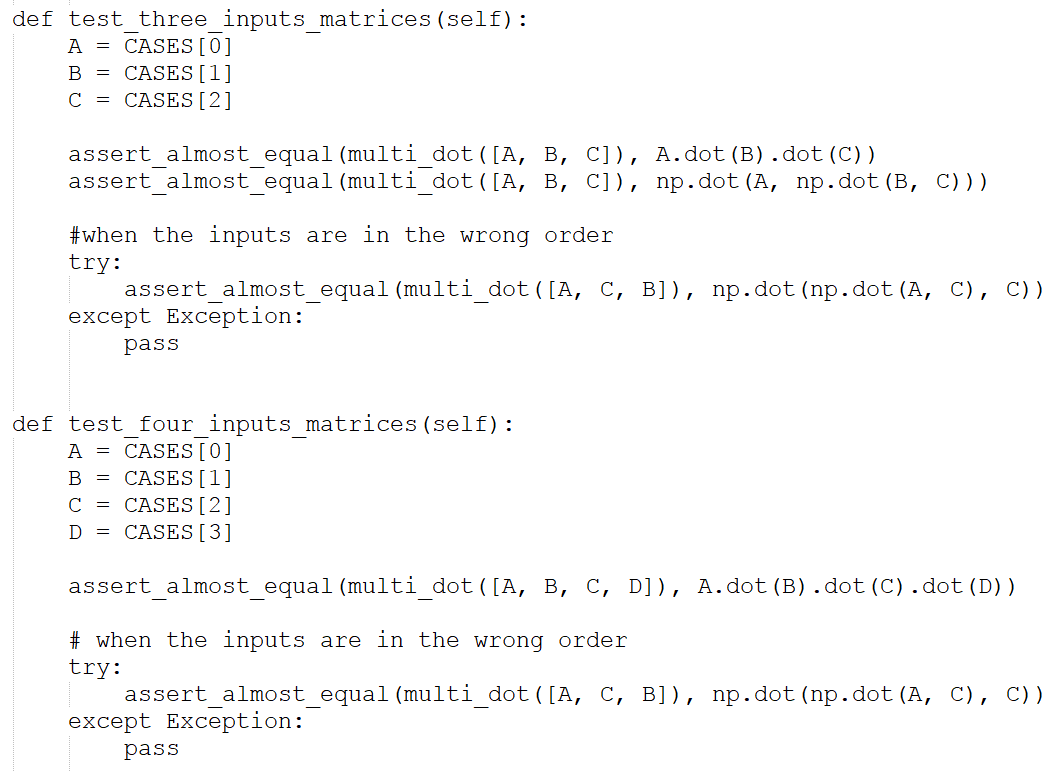 def test_three_inputs_matrices(self):
    A = CASES[0]
    B = CASES[1]
    C = CASES[2]

    assert_almost_equal(multi_dot([A, B, C]), A.dot(B).dot(C))
    assert_almost_equal(multi_dot([A, B, C]), np.dot(A, np.dot(B, C)))

    #when the inputs are in the wrong order
    try:
        assert_almost_equal(multi_dot([A, C, B]), np.dot(np.dot(A, C), C))
    except Exception:
        pass


def test_four_inputs_matrices(self):
    A = CASES[0]
    B = CASES[1]
    C = CASES[2]
    D = CASES[3]

    assert_almost_equal(multi_dot([A, B, C, D]), A.dot(B).dot(C).dot(D))

    # when the inputs are in the wrong order
    try:
        assert_almost_equal(multi_dot([A, C, B]), np.dot(np.dot(A, C), C))
    except Exception:
        pass